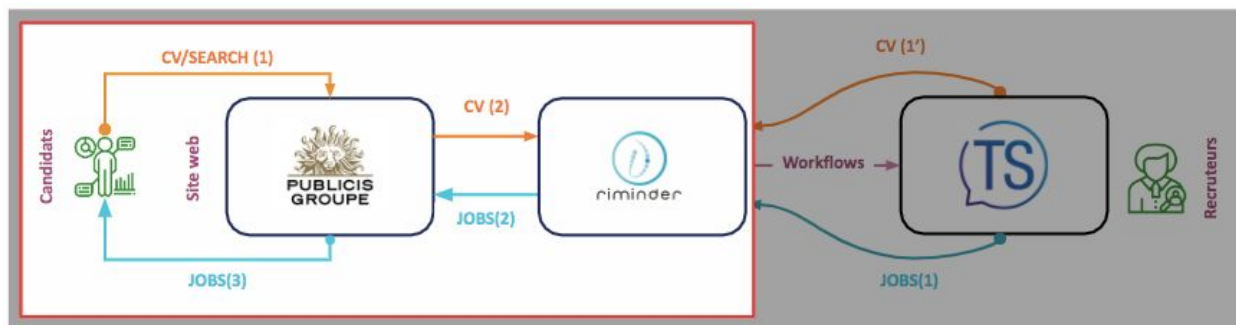 CV/SEARCH (1)
CV (1')
CV (2)
Candidats
Site web
PUBLICIS
GROUPE
riminder
Workflows
TS
Recruteurs
JOBS(2)
JOBS(3)
JOBS(1)